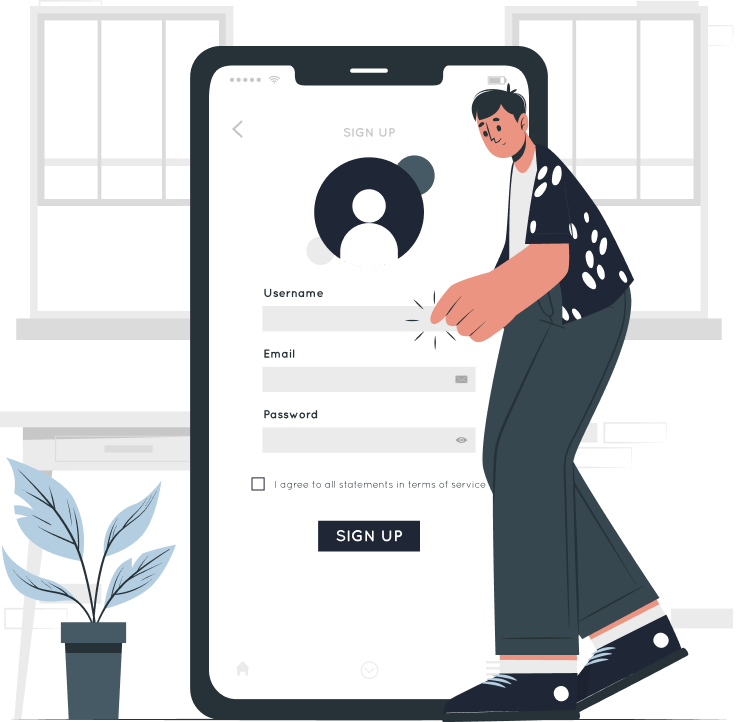 SIGN UP
Username
Email
Password
I agree to all statements in terms of service
SIGN UP